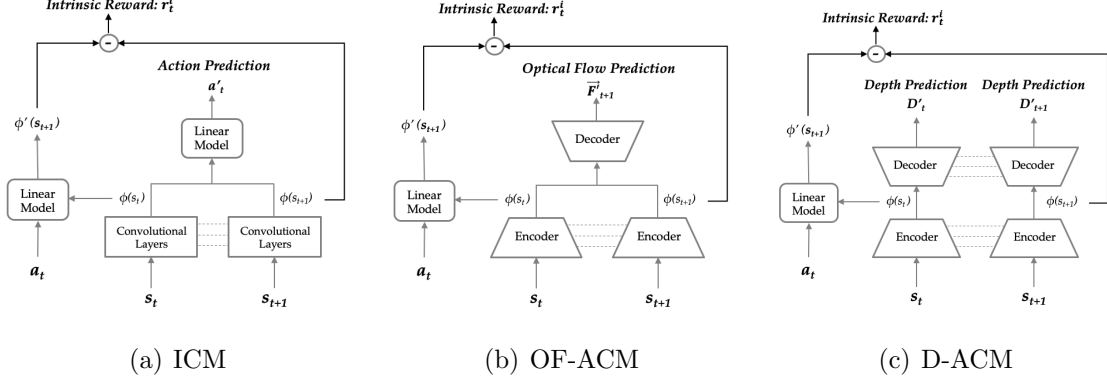 Intrinsic Reward: r_t^i
-
Action Prediction
a'_t
Linear
Model
ϕ'(s_{t+1})
Linear
Model
ϕ(s_t)
ϕ(s_{t+1})
Convolutional
Layers
Convolutional
Layers
a_t
s_t
s_{t+1}
(a) ICM
Intrinsic Reward: r_t^i
-
Optical Flow Prediction
F'_{t+1}
Decoder
ϕ'(s_{t+1})
Linear
Model
ϕ(s_t)
ϕ(s_{t+1})
Encoder
Encoder
a_t
s_t
s_{t+1}
(b) OF-ACM
Intrinsic Reward: r_t^i
-
Depth Prediction
D'_t
Depth Prediction
D'_{t+1}
ϕ'(s_{t+1})
Decoder
Decoder
Linear
Model
ϕ(s_t)
ϕ(s_{t+1})
Encoder
Encoder
a_t
s_t
s_{t+1}
(c) D-ACM